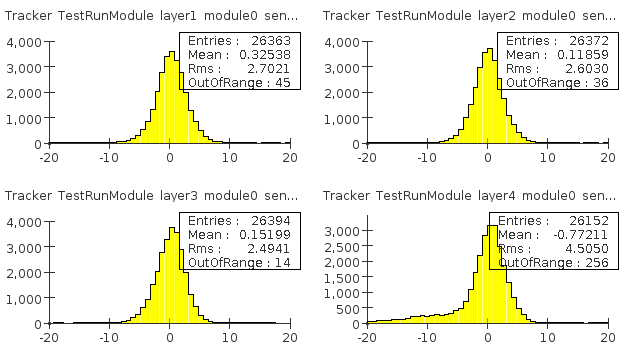 Tracker TestRunModule layer1 module0 sen...
4,000
3,000
2,000
1,000
0
-20 -10 0 10 20
Entries : 26363
Mean : 0.32538
Rms : 2.7021
OutOfRange : 45
Tracker TestRunModule layer2 module0 sen...
4,000
3,000
2,000
1,000
0
-20 -10 0 10 20
Entries : 26372
Mean : 0.11859
Rms : 2.6030
OutOfRange : 36
Tracker TestRunModule layer3 module0 sen...
4,000
3,000
2,000
1,000
0
-20 -10 0 10 20
Entries : 26394
Mean : 0.15199
Rms : 2.4941
OutOfRange : 14
Tracker TestRunModule layer4 module0 sen...
3,000
2,500
2,000
1,500
1,000
500
0
-20 -10 0 10 20
Entries : 26152
Mean : -0.77211
Rms : 4.5050
OutOfRange : 256